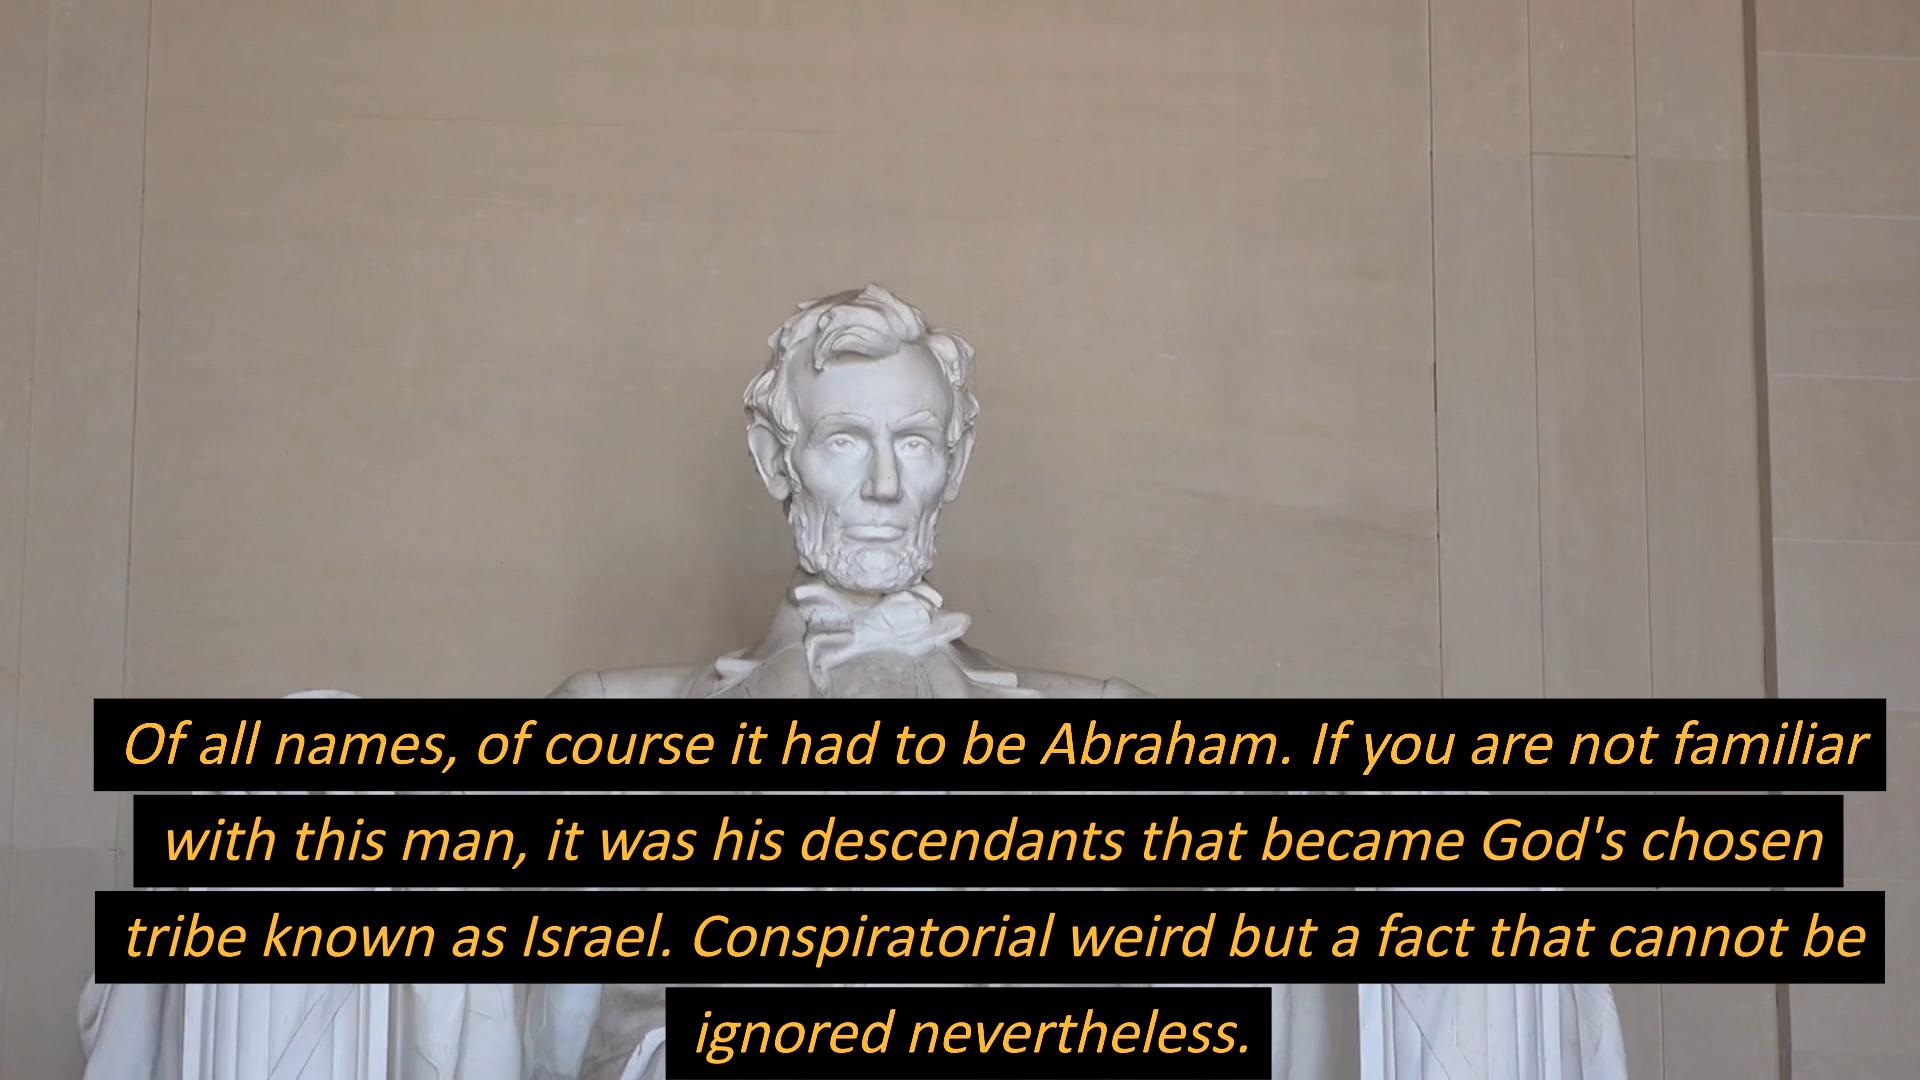 Of all names, of course it had to be Abraham. If you are not familiar
with this man, it was his descendants that became God's chosen
tribe known as Israel. Conspiratorial weird but a fact that cannot be
ignored nevertheless.